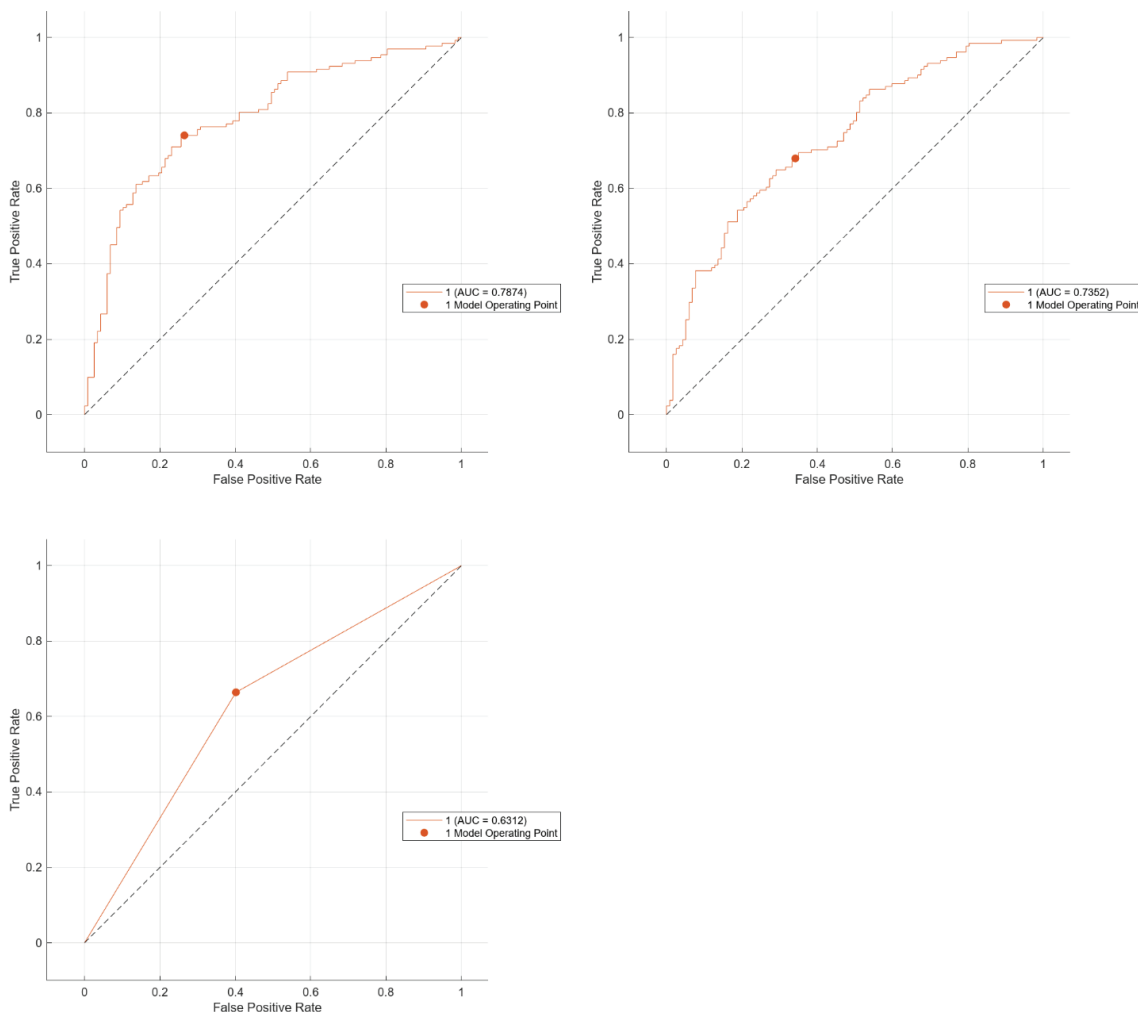 1
0.8
0.6
0.4
0.2
0
True Positive Rate
1 (AUC = 0.7874)
1 Model Operating Point
0 0.2 0.4 0.6 0.8 1
False Positive Rate
1
0.8
0.6
0.4
0.2
0
True Positive Rate
1 (AUC = 0.7352)
1 Model Operating Point
0 0.2 0.4 0.6 0.8 1
False Positive Rate
1
0.8
0.6
0.4
0.2
0
True Positive Rate
1 (AUC = 0.6312)
1 Model Operating Point
0 0.2 0.4 0.6 0.8 1
False Positive Rate